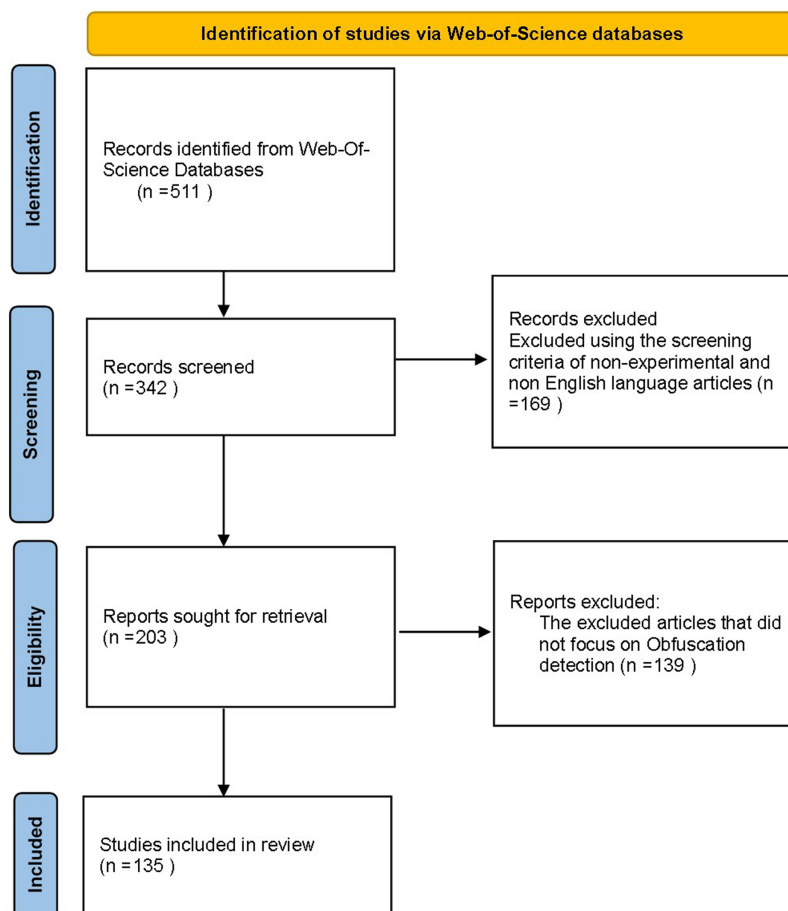 Identification of studies via Web-of-Science databases
Identification
Records identified from Web-Of-
Science Databases
(n =511 )
Screening
Records screened
(n =342 )
Records excluded
Excluded using the screening
criteria of non-experimental and
non English language articles (n
=169 )
Eligibility
Reports sought for retrieval
(n =203 )
Reports excluded:
The excluded articles that did
not focus on Obfuscation
detection (n =139 )
Included
Studies included in review
(n =135 )